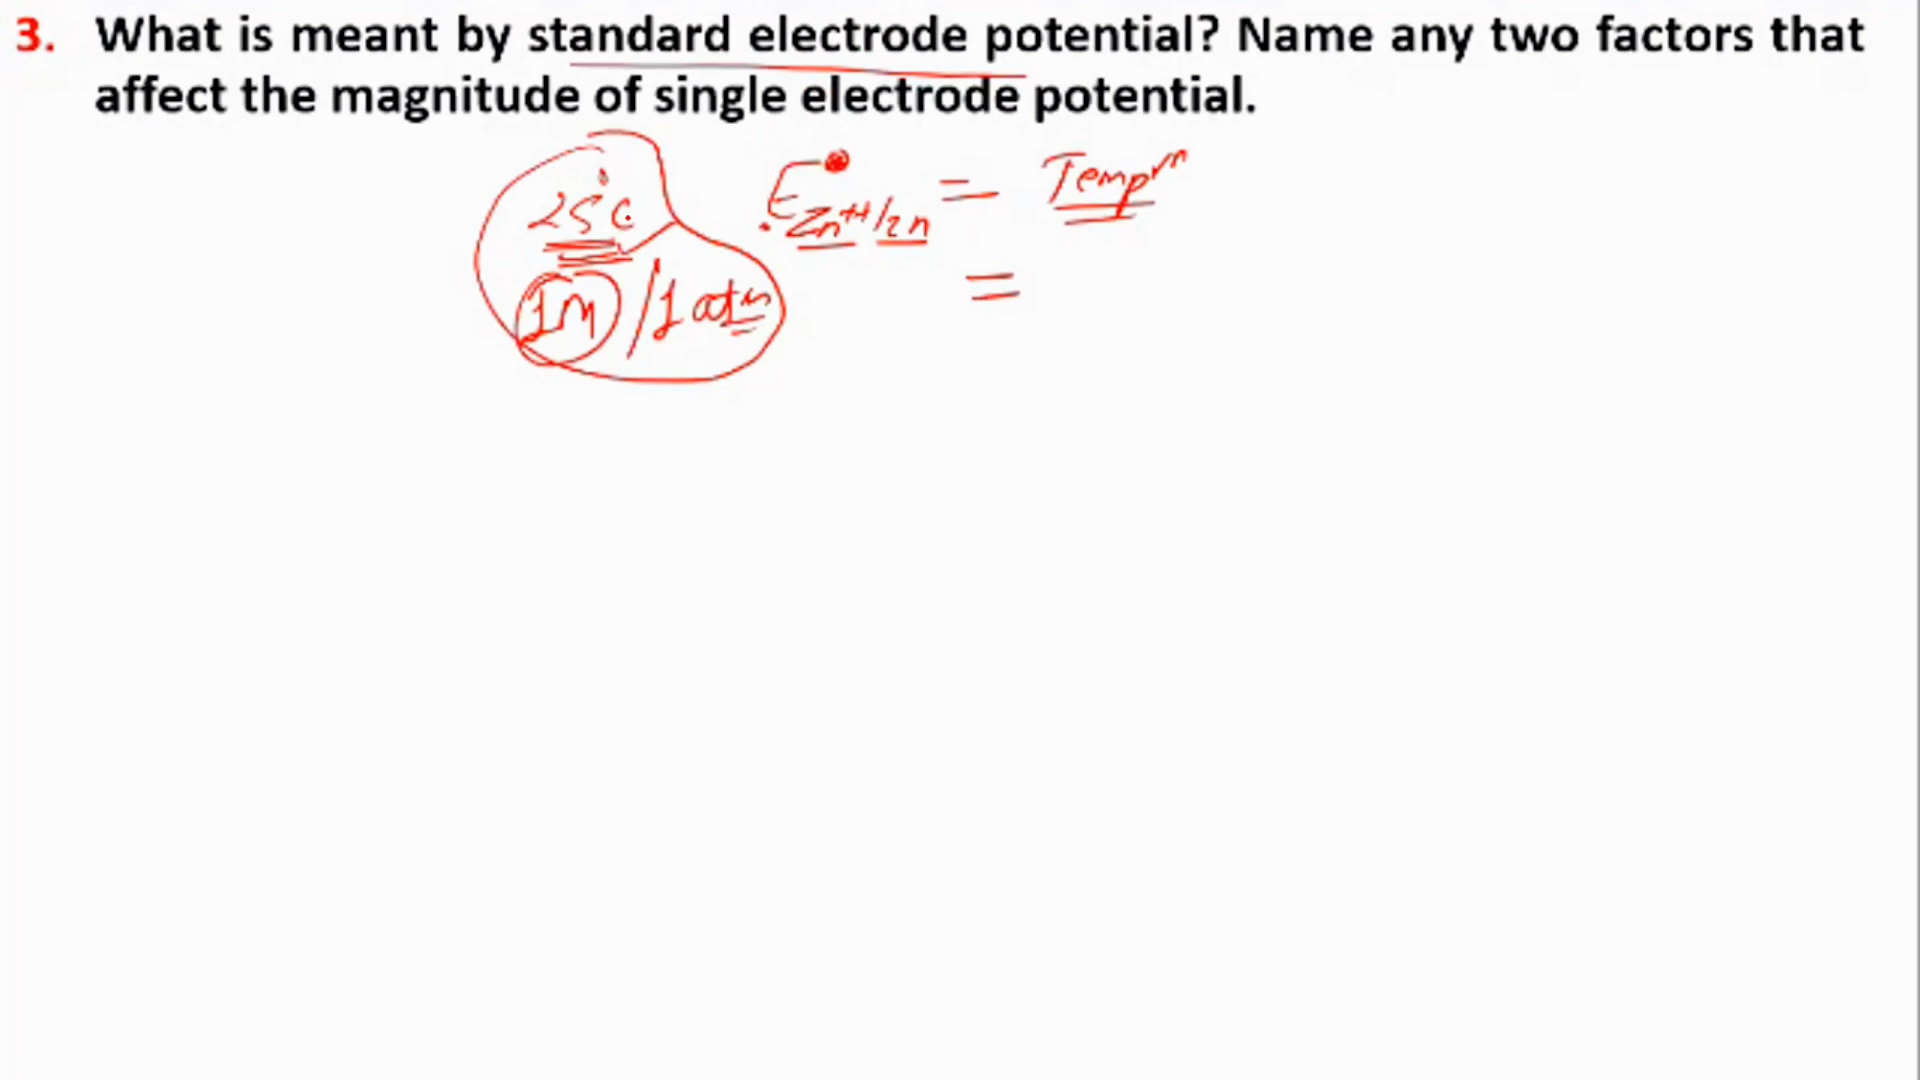 3. What is meant by standard electrode potential? Name any two factors that
affect the magnitude of single electrode potential.
25°C E°Zn++/Zn = Tempr
1M / 1 atm =